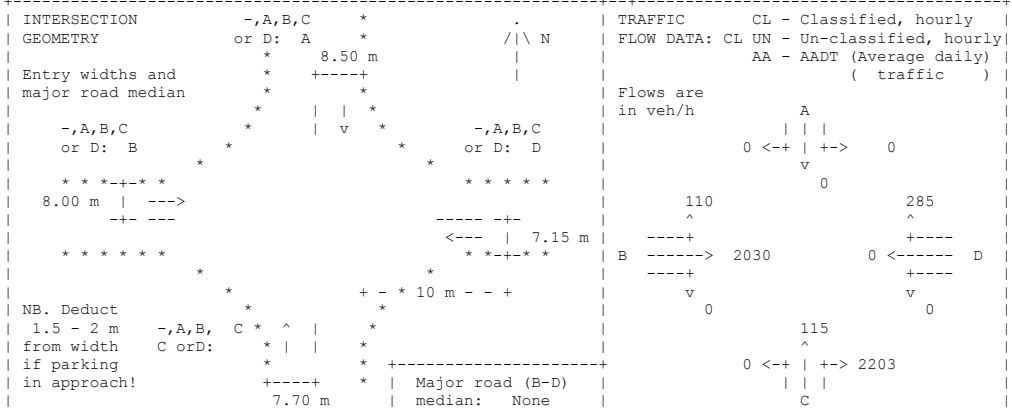 INTERSECTION -,A,B,C * . TRAFFIC CL - Classified, hourly
GEOMETRY or D: A * /|\ N FLOW DATA: CL UN - Un-classified, hourly
* 8.50 m | AA - AADT (Average daily)
Entry widths and * +----+ | ( traffic )
major road median * * Flows are
* | | * in veh/h A
-,A,B,C * | v * -,A,B,C | | |
or D: B * * or D: D 0 <-+ | +-> 0
* * v
* * *-+-* * * * * * * 0
8.00 m | ---> 110 285
-+- --- ----- -+- ^ ^
<--- | 7.15 m ----+ +----
* * * * * * * *-+-* * B ------> 2030 0 <------ D
* * ----+ +----
* + - * 10 m - - + v v
NB. Deduct * * 0 0
1.5 - 2 m -,A,B, C * ^ | * 115
from width C orD: * | | * ^
if parking * * +---------------------+ 0 <-+ | +-> 2203
in approach! +----+ * | Major road (B-D) | | |
7.70 m | median: None C